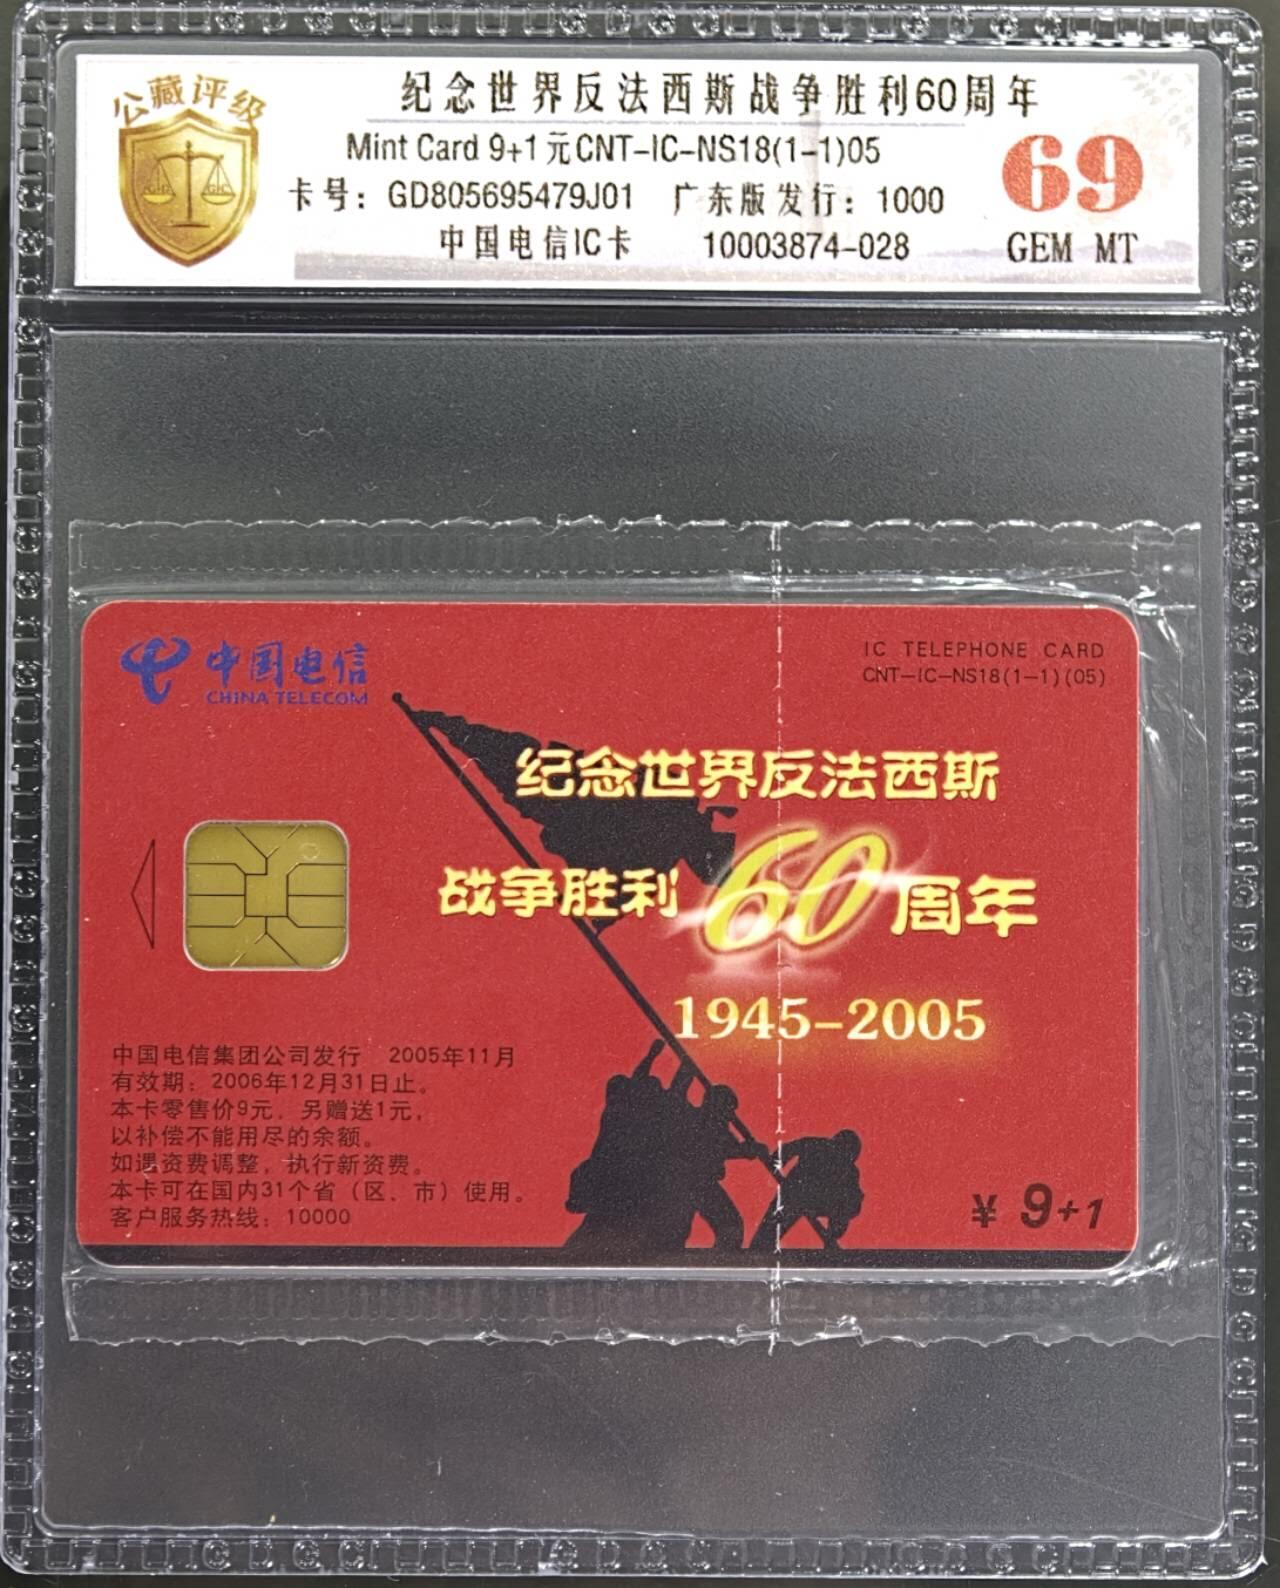 公藏评级
纪念世界反法西斯战争胜利60周年
Mint Card 9+1元CNT-IC-NS18(1-1)05
卡号：GD805695479J01 广东版发行：1000
中国电信IC卡 10003874-028
69
GEM MT
中国电信
CHINA TELECOM
IC TELEPHONE CARD
CNT-IC-NS18(1-1)(05)
纪念世界反法西斯
战争胜利60周年
1945-2005
中国电信集团公司发行 2005年11月
有效期：2006年12月31日止。
本卡零售价9元，另赠送1元，
以补偿不能用尽的余额。
如遇资费调整，执行新资费。
本卡可在国内31个省（区、市）使用。
客户服务热线：10000
¥ 9+1